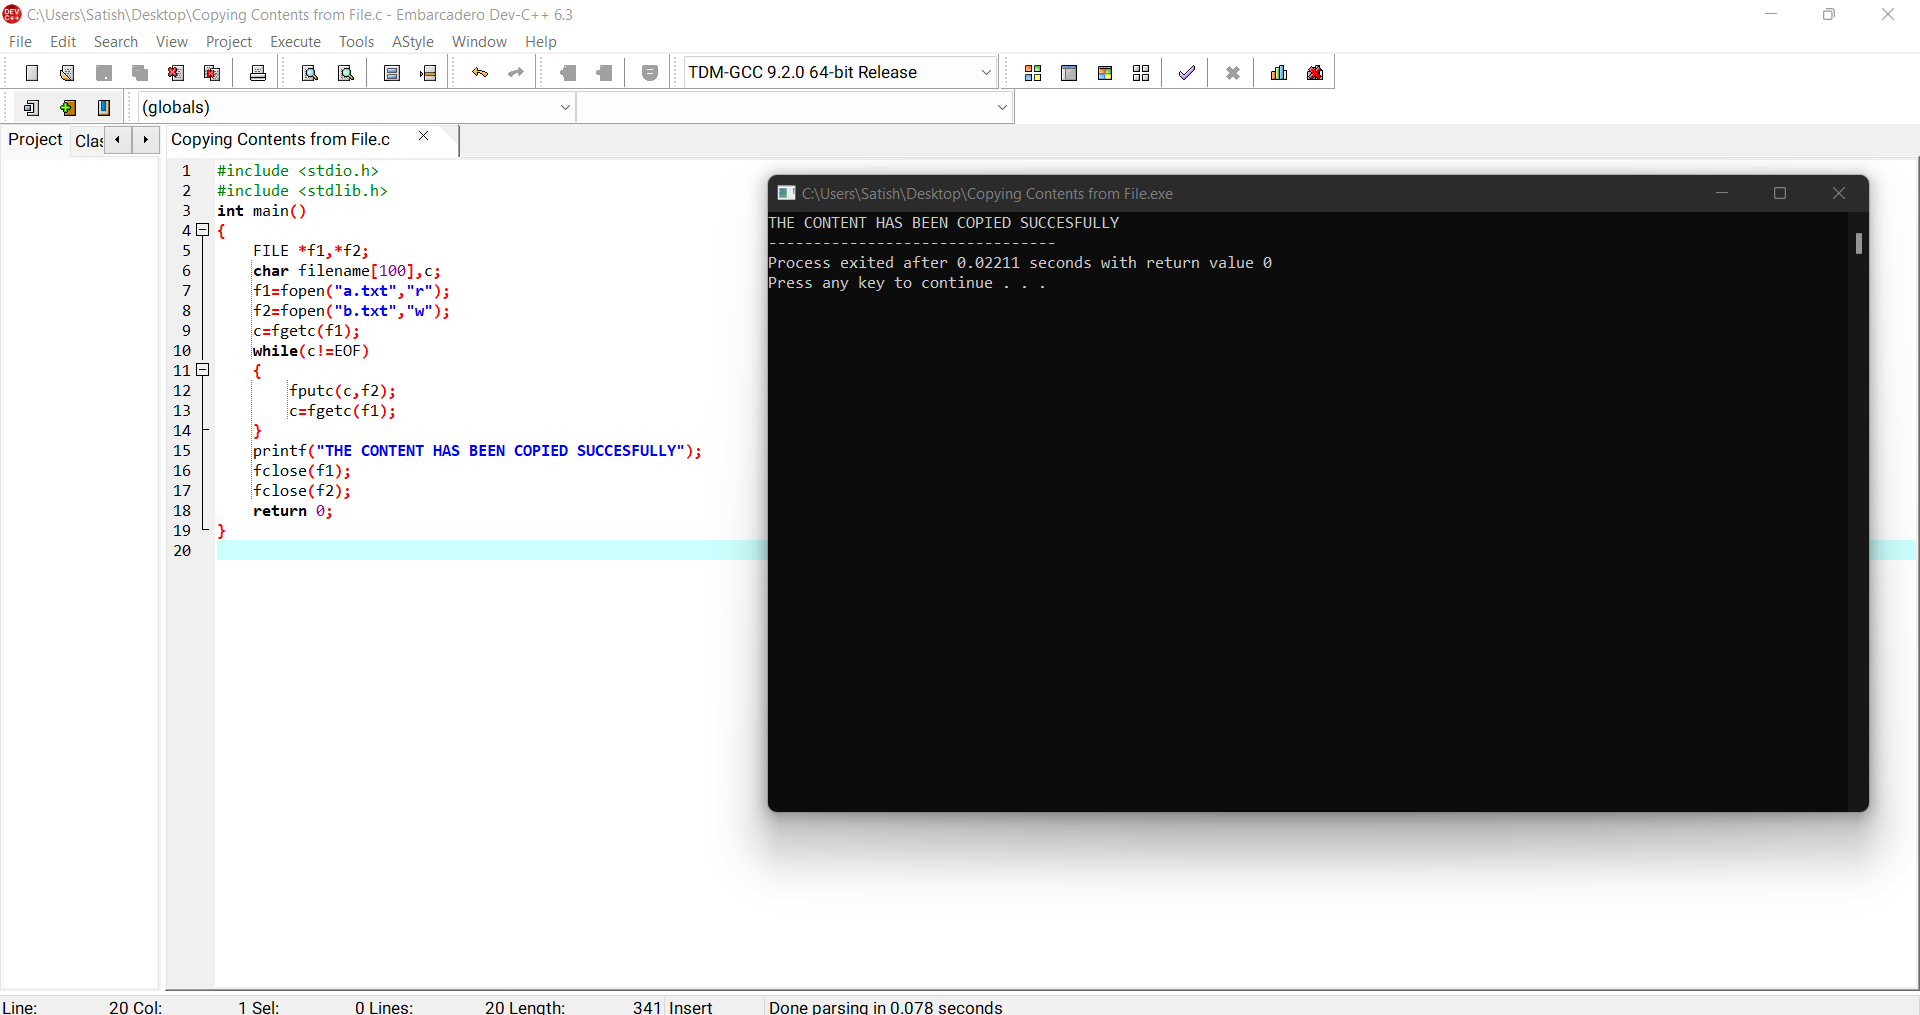 C:\Users\Satish\Desktop\Copying Contents from File.c - Embarcadero Dev-C++ 6.3
File Edit Search View Project Execute Tools AStyle Window Help
TDM-GCC 9.2.0 64-bit Release
(globals)
Project Clas Copying Contents from File.c
1 #include <stdio.h>
2 #include <stdlib.h>
3 int main()
4 {
5 FILE *f1,*f2;
6 char filename[100],c;
7 f1=fopen("a.txt","r");
8 f2=fopen("b.txt","w");
9 c=fgetc(f1);
10 while(c!=EOF)
11 {
12 fputc(c,f2);
13 c=fgetc(f1);
14 }
15 printf("THE CONTENT HAS BEEN COPIED SUCCESFULLY");
16 fclose(f1);
17 fclose(f2);
18 return 0;
19 }
20
C:\Users\Satish\Desktop\Copying Contents from File.exe
THE CONTENT HAS BEEN COPIED SUCCESFULLY
--------------------------------
Process exited after 0.02211 seconds with return value 0
Press any key to continue . . .
Line: 20 Col: 1 Sel: 0 Lines: 20 Length: 341 Insert Done parsing in 0.078 seconds